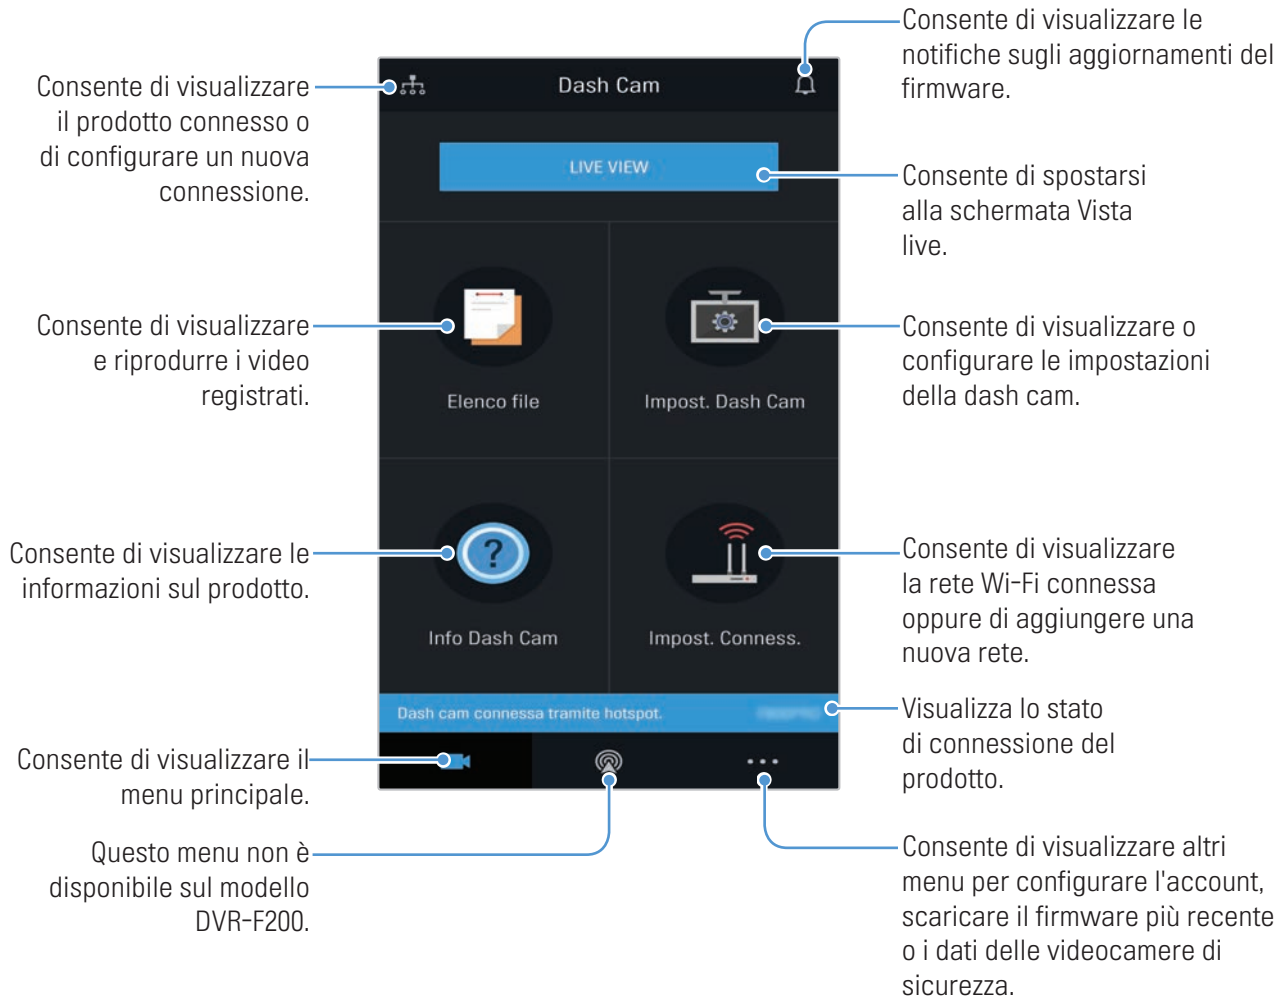 Consente di visualizzare le
notifiche sugli aggiornamenti del
firmware.
Consente di visualizzare
il prodotto connesso o
di configurare un nuova
connessione.
Dash Cam
LIVE VIEW
Consente di spostarsi
alla schermata Vista
live.
Consente di visualizzare
e riprodurre i video
registrati.
Elenco file
Impost. Dash Cam
Consente di visualizzare o
configurare le impostazioni
della dash cam.
Consente di visualizzare le
informazioni sul prodotto.
?
Info Dash Cam
Impost. Conness.
Consente di visualizzare
la rete Wi-Fi connessa
oppure di aggiungere una
nuova rete.
Dash cam connessa tramite hotspot.
Visualizza lo stato
di connessione del
prodotto.
Consente di visualizzare il
menu principale.
Questo menu non è
disponibile sul modello
DVR-F200.
Consente di visualizzare altri
menu per configurare l'account,
scaricare il firmware più recente
o i dati delle videocamere di
sicurezza.